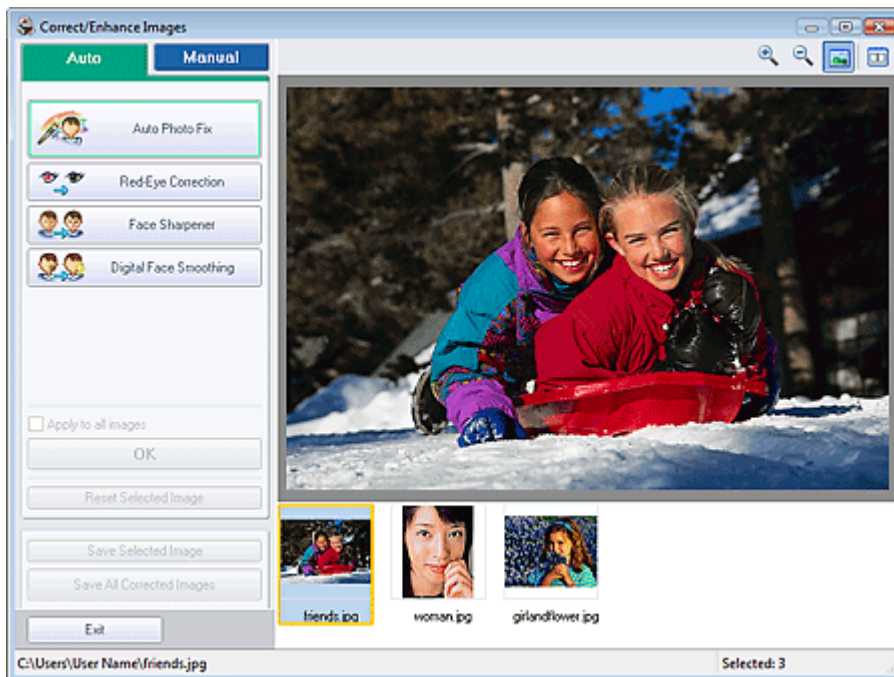 Correct/Enhance Images
Auto
Manual
Auto Photo Fix
Red-Eye Correction
Face Sharpener
Digital Face Smoothing
Apply to all images
OK
Reset Selected Image
Save Selected Image
Save All Corrected Images
Exit
friends.jpg
woman.jpg
girlandflower.jpg
C:\Users\User Name\friends.jpg
Selected: 3